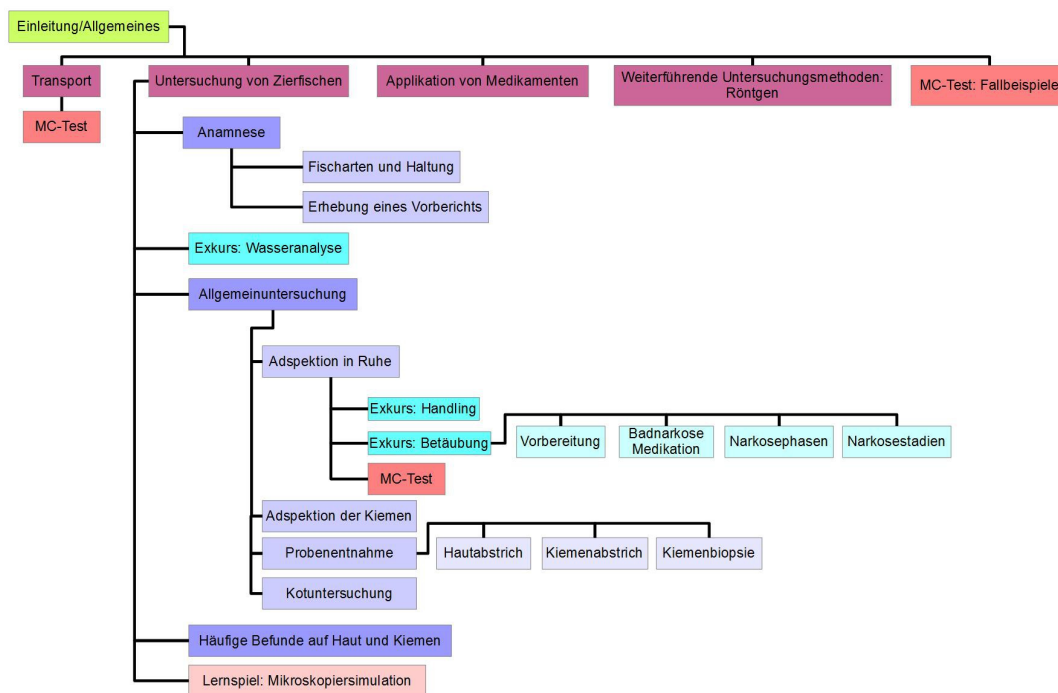 Einleitung/Allgemeines
Transport
Untersuchung von Zierfischen
Applikation von Medikamenten
Weiterführende Untersuchungsmethoden:
Röntgen
MC-Test: Fallbeispiele
MC-Test
Anamnese
Fischarten und Haltung
Erhebung eines Vorberichts
Exkurs: Wasseranalyse
Allgemeinuntersuchung
Adspektion in Ruhe
Exkurs: Handling
Exkurs: Betäubung
Vorbereitung
Badnarkose
Medikation
Narkosephasen
Narkosestadien
MC-Test
Adspektion der Kiemen
Probenentnahme
Hautabstrich
Kiemenabstrich
Kiemenbiopsie
Kotuntersuchung
Häufige Befunde auf Haut und Kiemen
Lernspiel: Mikroskopiersimulation